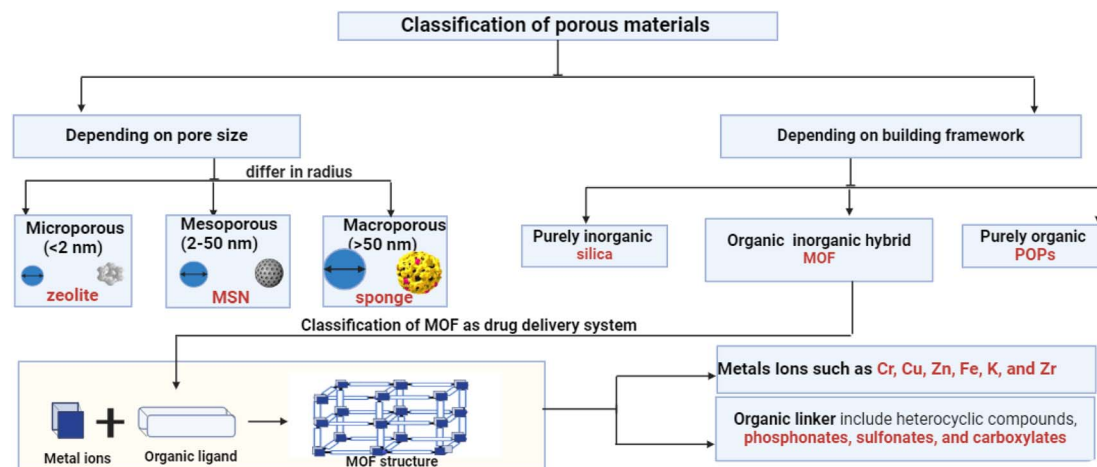 Classification of porous materials
Depending on pore size
Depending on building framework
differ in radius
Microporous
(<2 nm)
zeolite
Mesoporous
(2-50 nm)
MSN
Macroporous
(>50 nm)
sponge
Purely inorganic
silica
Organic inorganic hybrid
MOF
Purely organic
POPs
Classification of MOF as drug delivery system
Metal ions
Organic ligand
MOF structure
Metals Ions such as Cr, Cu, Zn, Fe, K, and Zr
Organic linker include heterocyclic compounds,
phosphonates, sulfonates, and carboxylates